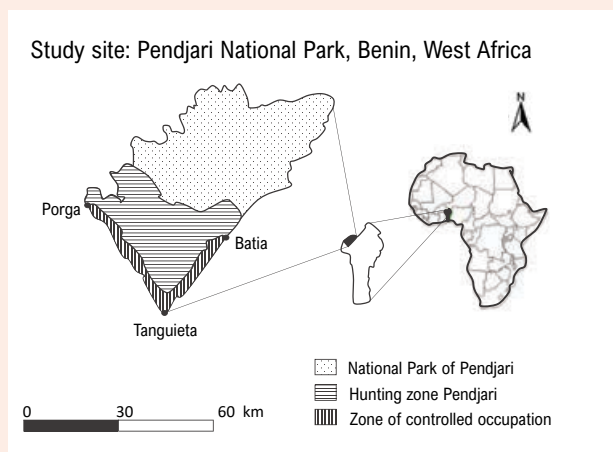 Study site: Pendjari National Park, Benin, West Africa
N
Porga
Batia
Tanguieta
National Park of Pendjari
Hunting zone Pendjari
Zone of controlled occupation
0 30 60 km